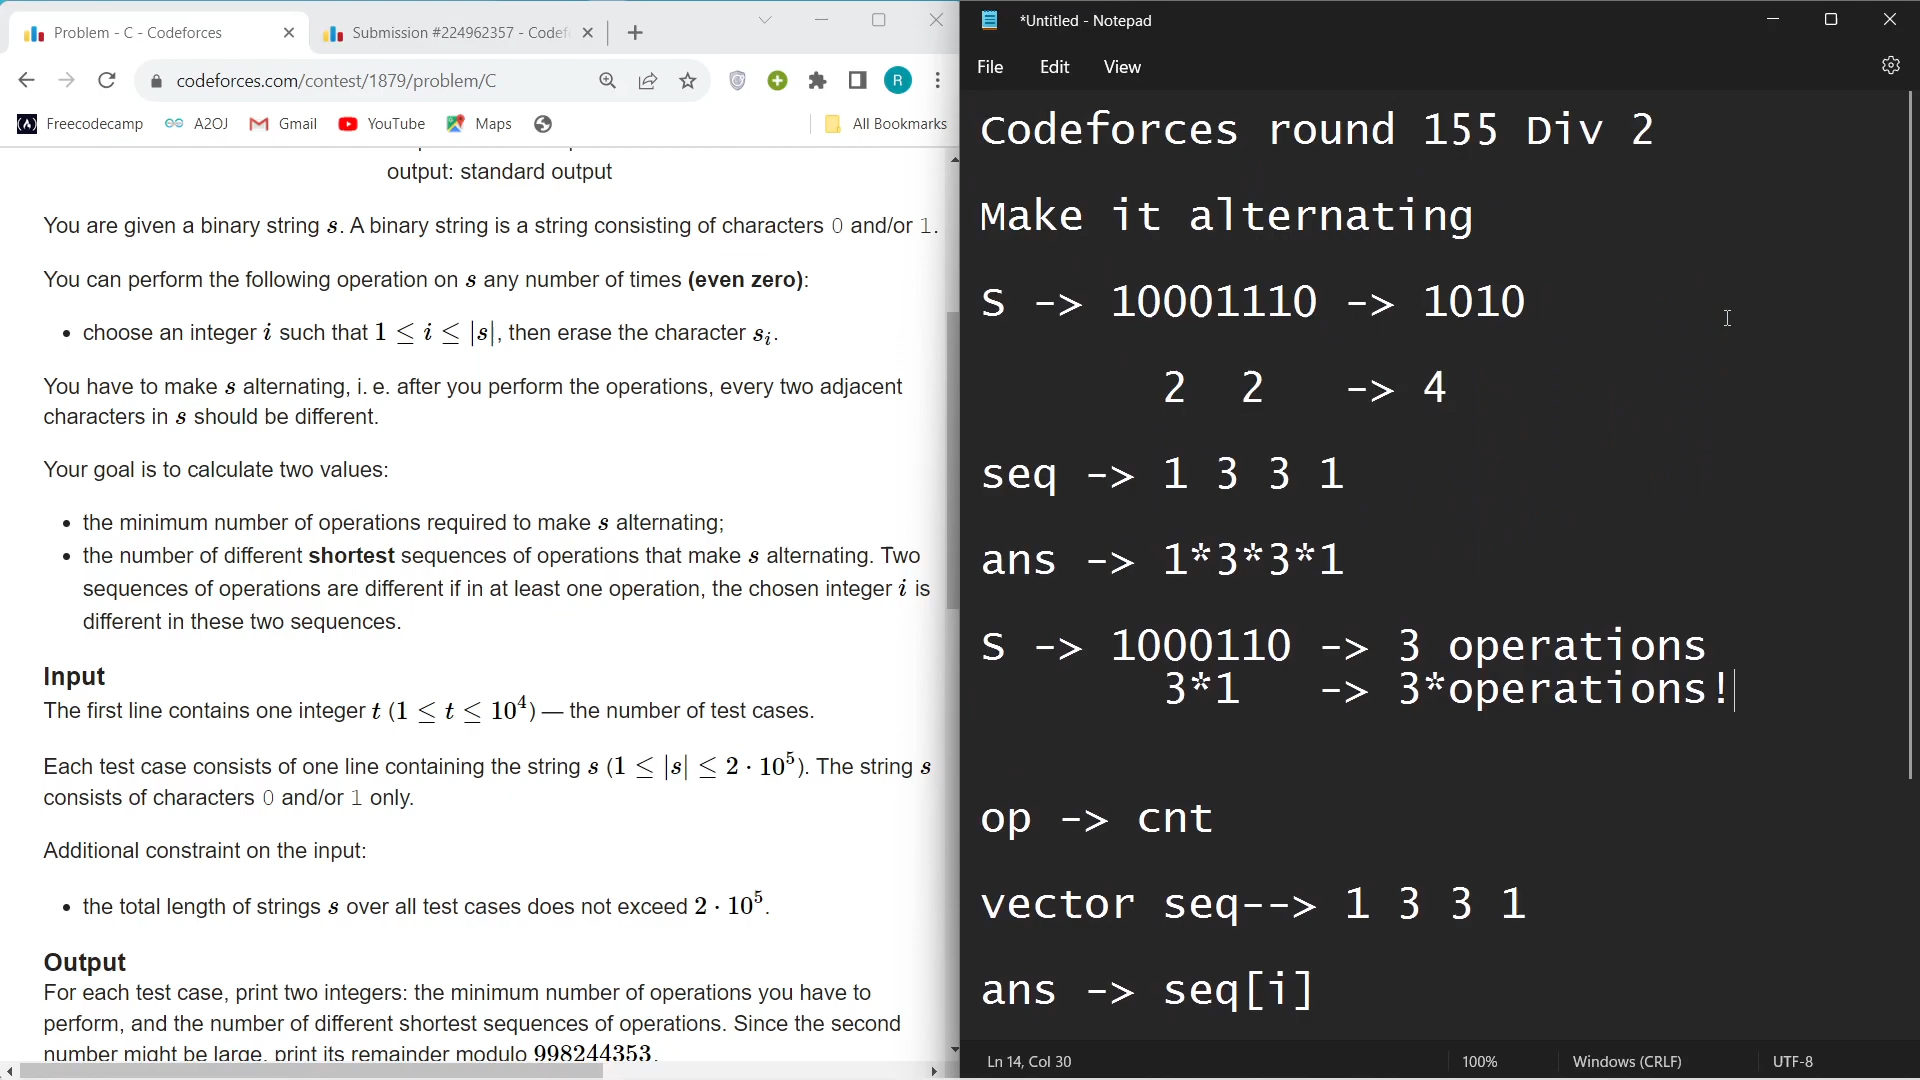 Problem - C - Codeforces
Submission #224962357 - Codef
codeforces.com/contest/1879/problem/C
R
Freecodecamp
A2OJ
Gmail
YouTube
Maps
All Bookmarks
output: standard output
You are given a binary string s. A binary string is a string consisting of characters 0 and/or 1.
You can perform the following operation on s any number of times (even zero):
• choose an integer i such that 1 ≤ i ≤ |s|, then erase the character sᵢ.
You have to make s alternating, i. e. after you perform the operations, every two adjacent
characters in s should be different.
Your goal is to calculate two values:
• the minimum number of operations required to make s alternating;
• the number of different shortest sequences of operations that make s alternating. Two
sequences of operations are different if in at least one operation, the chosen integer i is
different in these two sequences.
Input
The first line contains one integer t (1 ≤ t ≤ 10⁴) — the number of test cases.
Each test case consists of one line containing the string s (1 ≤ |s| ≤ 2 · 10⁵). The string s
consists of characters 0 and/or 1 only.
Additional constraint on the input:
• the total length of strings s over all test cases does not exceed 2 · 10⁵.
Output
For each test case, print two integers: the minimum number of operations you have to
perform, and the number of different shortest sequences of operations. Since the second
number might be large, print its remainder modulo 998244353.
*Untitled - Notepad
File Edit View
Codeforces round 155 Div 2
Make it alternating
S -> 10001110 -> 1010
2 2 -> 4
seq -> 1 3 3 1
ans -> 1*3*3*1
S -> 1000110 -> 3 operations
3*1 -> 3*operations!
op -> cnt
vector seq--> 1 3 3 1
ans -> seq[i]
Ln 14, Col 30
100%
Windows (CRLF)
UTF-8